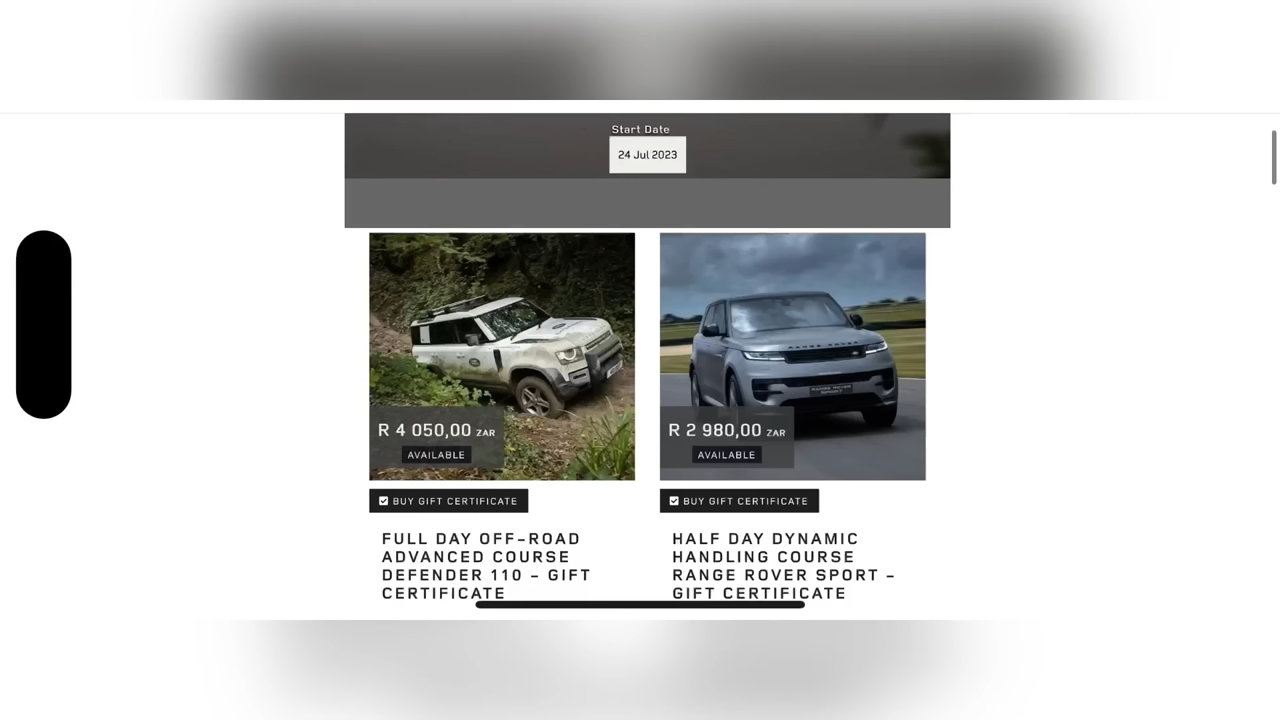 Start Date
24 Jul 2023
R 4 050,00 ZAR
AVAILABLE
BUY GIFT CERTIFICATE
FULL DAY OFF-ROAD
ADVANCED COURSE
DEFENDER 110 - GIFT
CERTIFICATE
RANGE ROVER
R 2 980,00 ZAR
AVAILABLE
BUY GIFT CERTIFICATE
HALF DAY DYNAMIC
HANDLING COURSE
RANGE ROVER SPORT -
GIFT CERTIFICATE